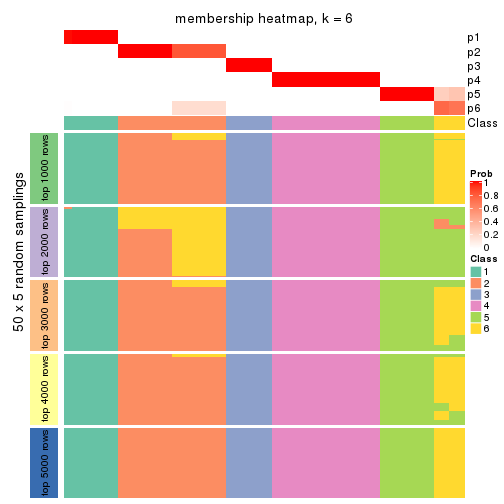 membership heatmap, k = 6
p1
p2
p3
p4
p5
p6
Class
50 x 5 random samplings
top 1000 rows
top 2000 rows
top 3000 rows
top 4000 rows
top 5000 rows
Prob
1
0.8
0.6
0.4
0.2
0
Class
1
2
3
4
5
6